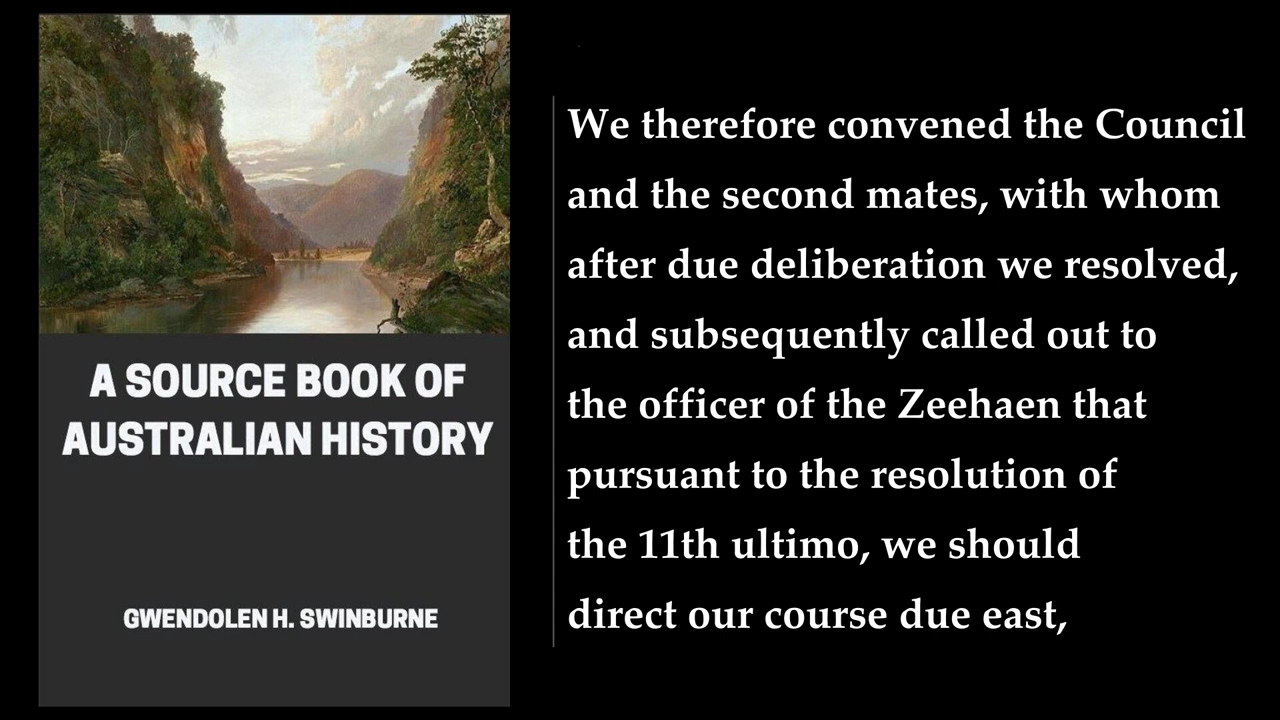 A SOURCE BOOK OF
AUSTRALIAN HISTORY
GWENDOLEN H. SWINBURNE
We therefore convened the Council
and the second mates, with whom
after due deliberation we resolved,
and subsequently called out to
the officer of the Zeehaen that
pursuant to the resolution of
the 11th ultimo, we should
direct our course due east,